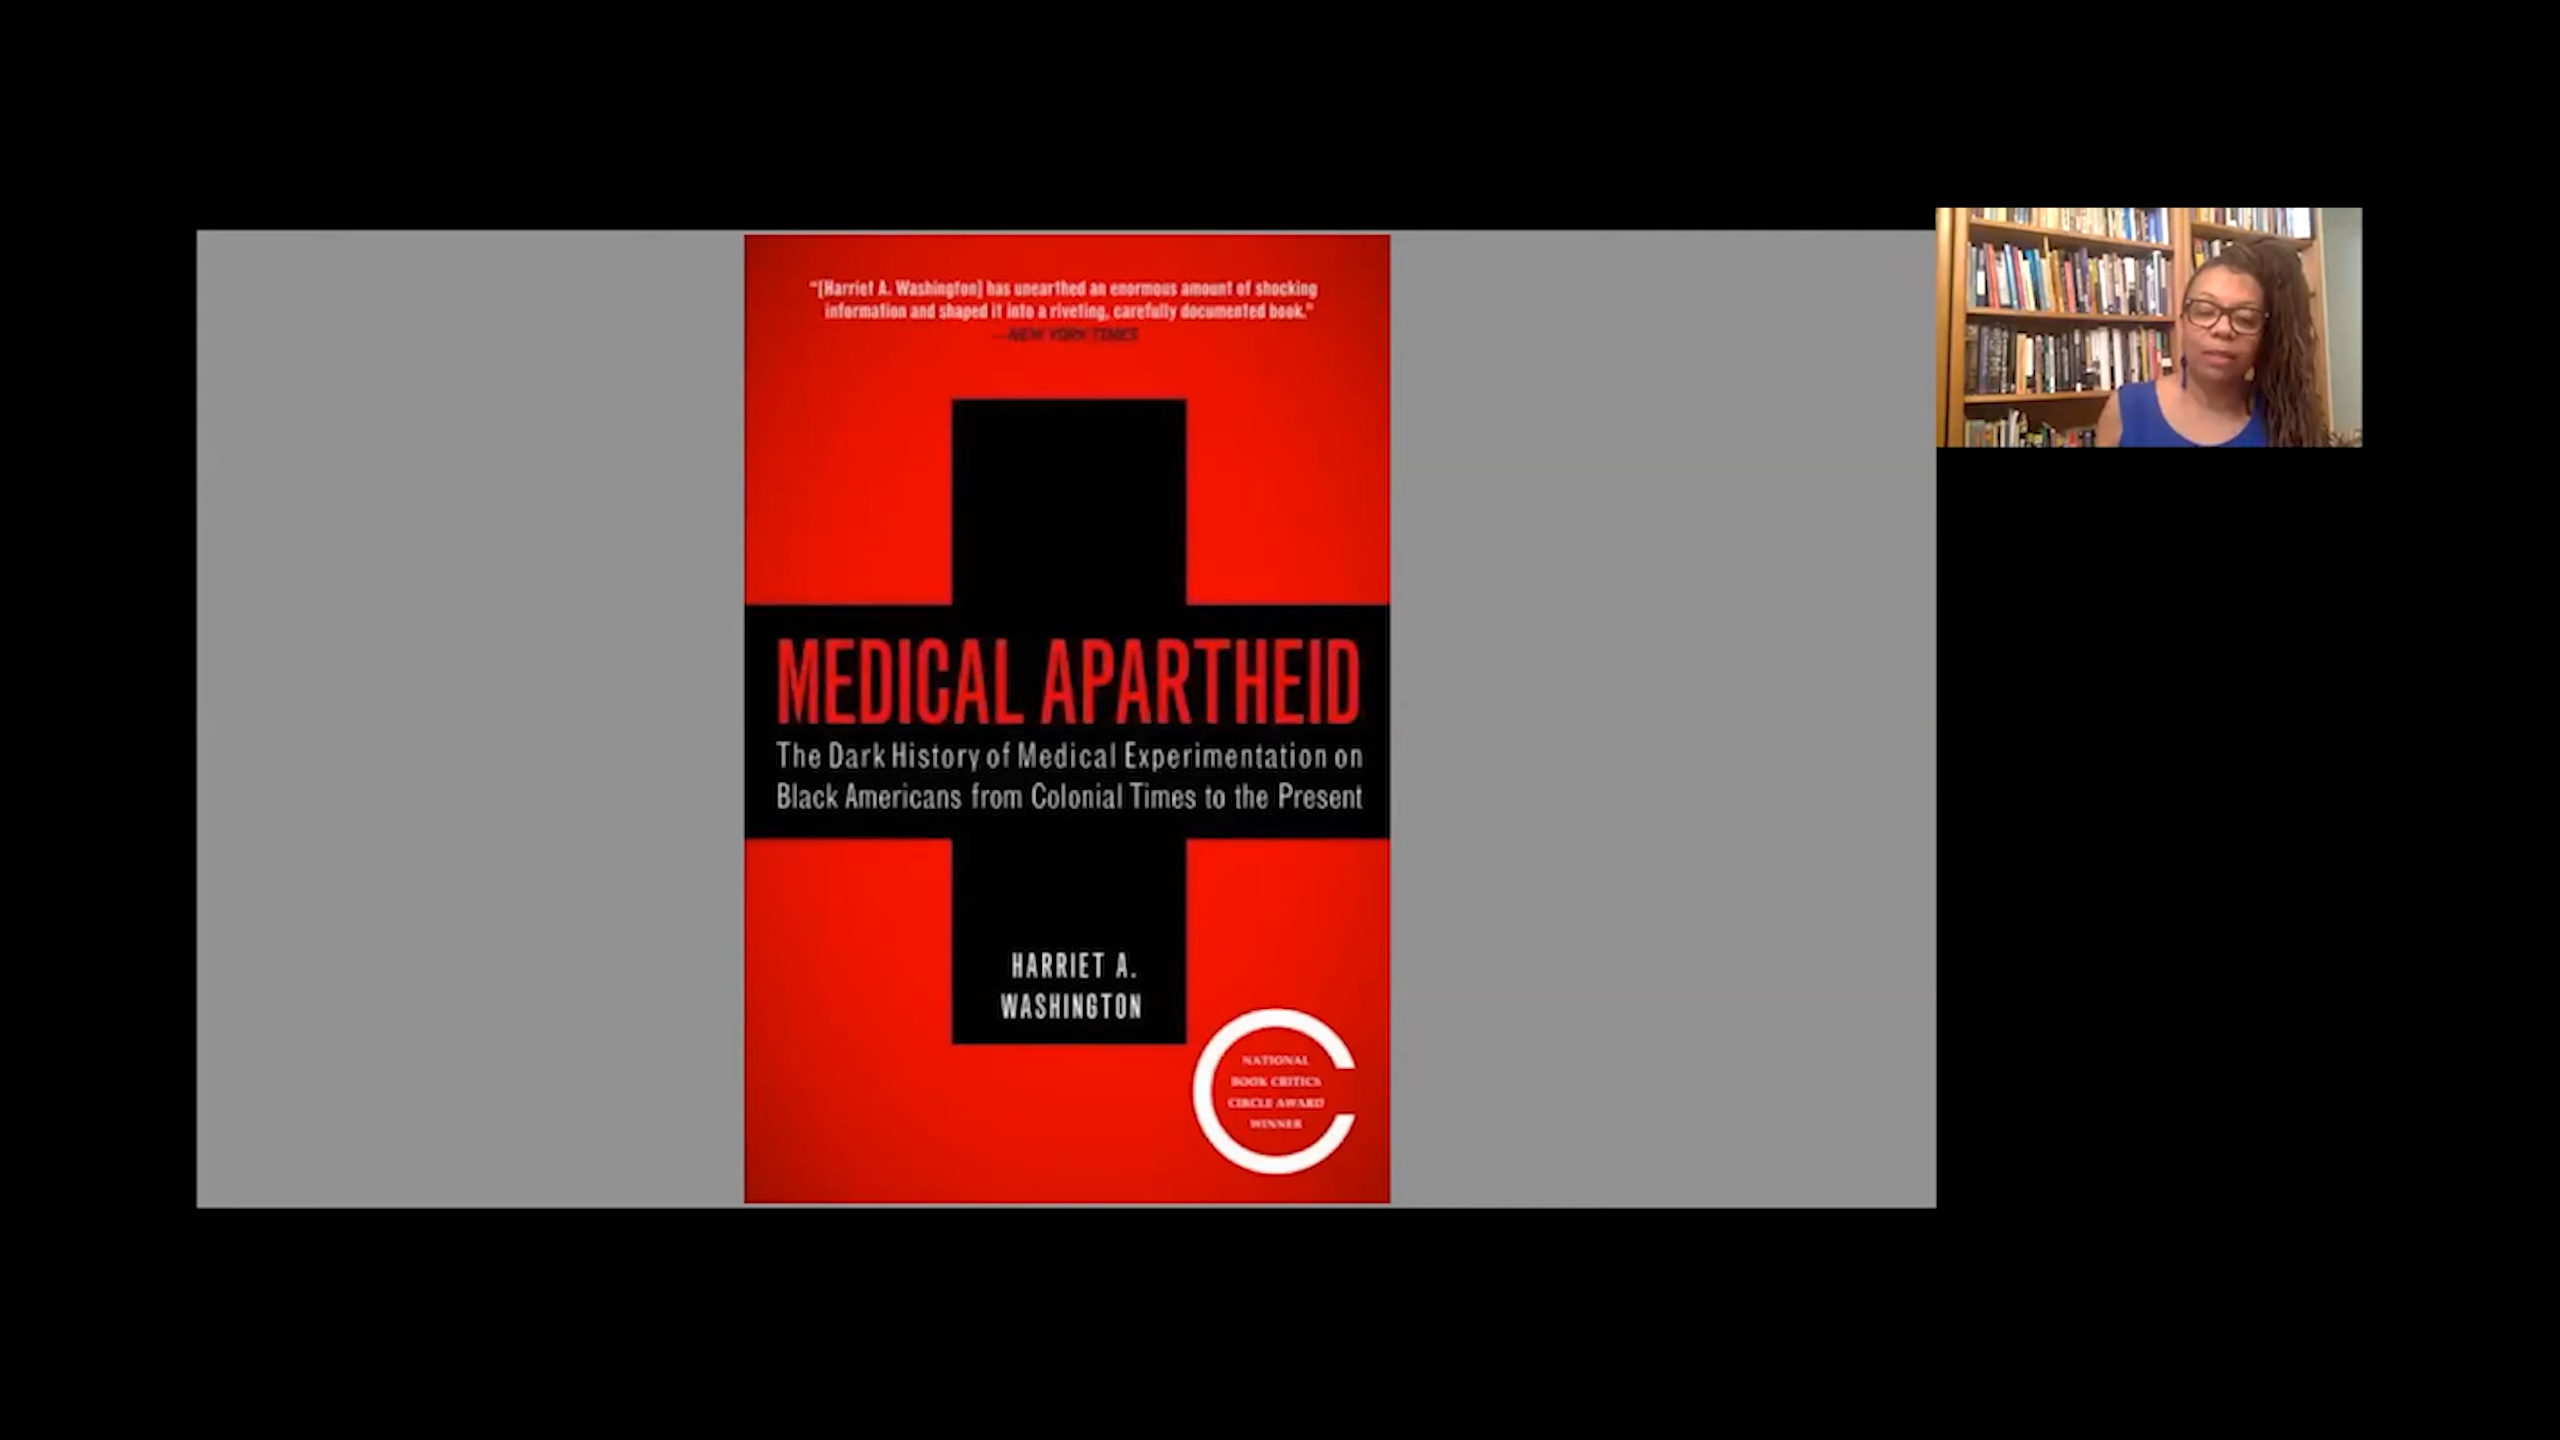 "[Harriet A. Washington] has unearthed an enormous amount of shocking
information and shaped it into a riveting, carefully documented book."
—NEW YORK TIMES
MEDICAL APARTHEID
The Dark History of Medical Experimentation on
Black Americans from Colonial Times to the Present
HARRIET A.
WASHINGTON
NATIONAL
BOOK CRITICS
CIRCLE AWARD
WINNER